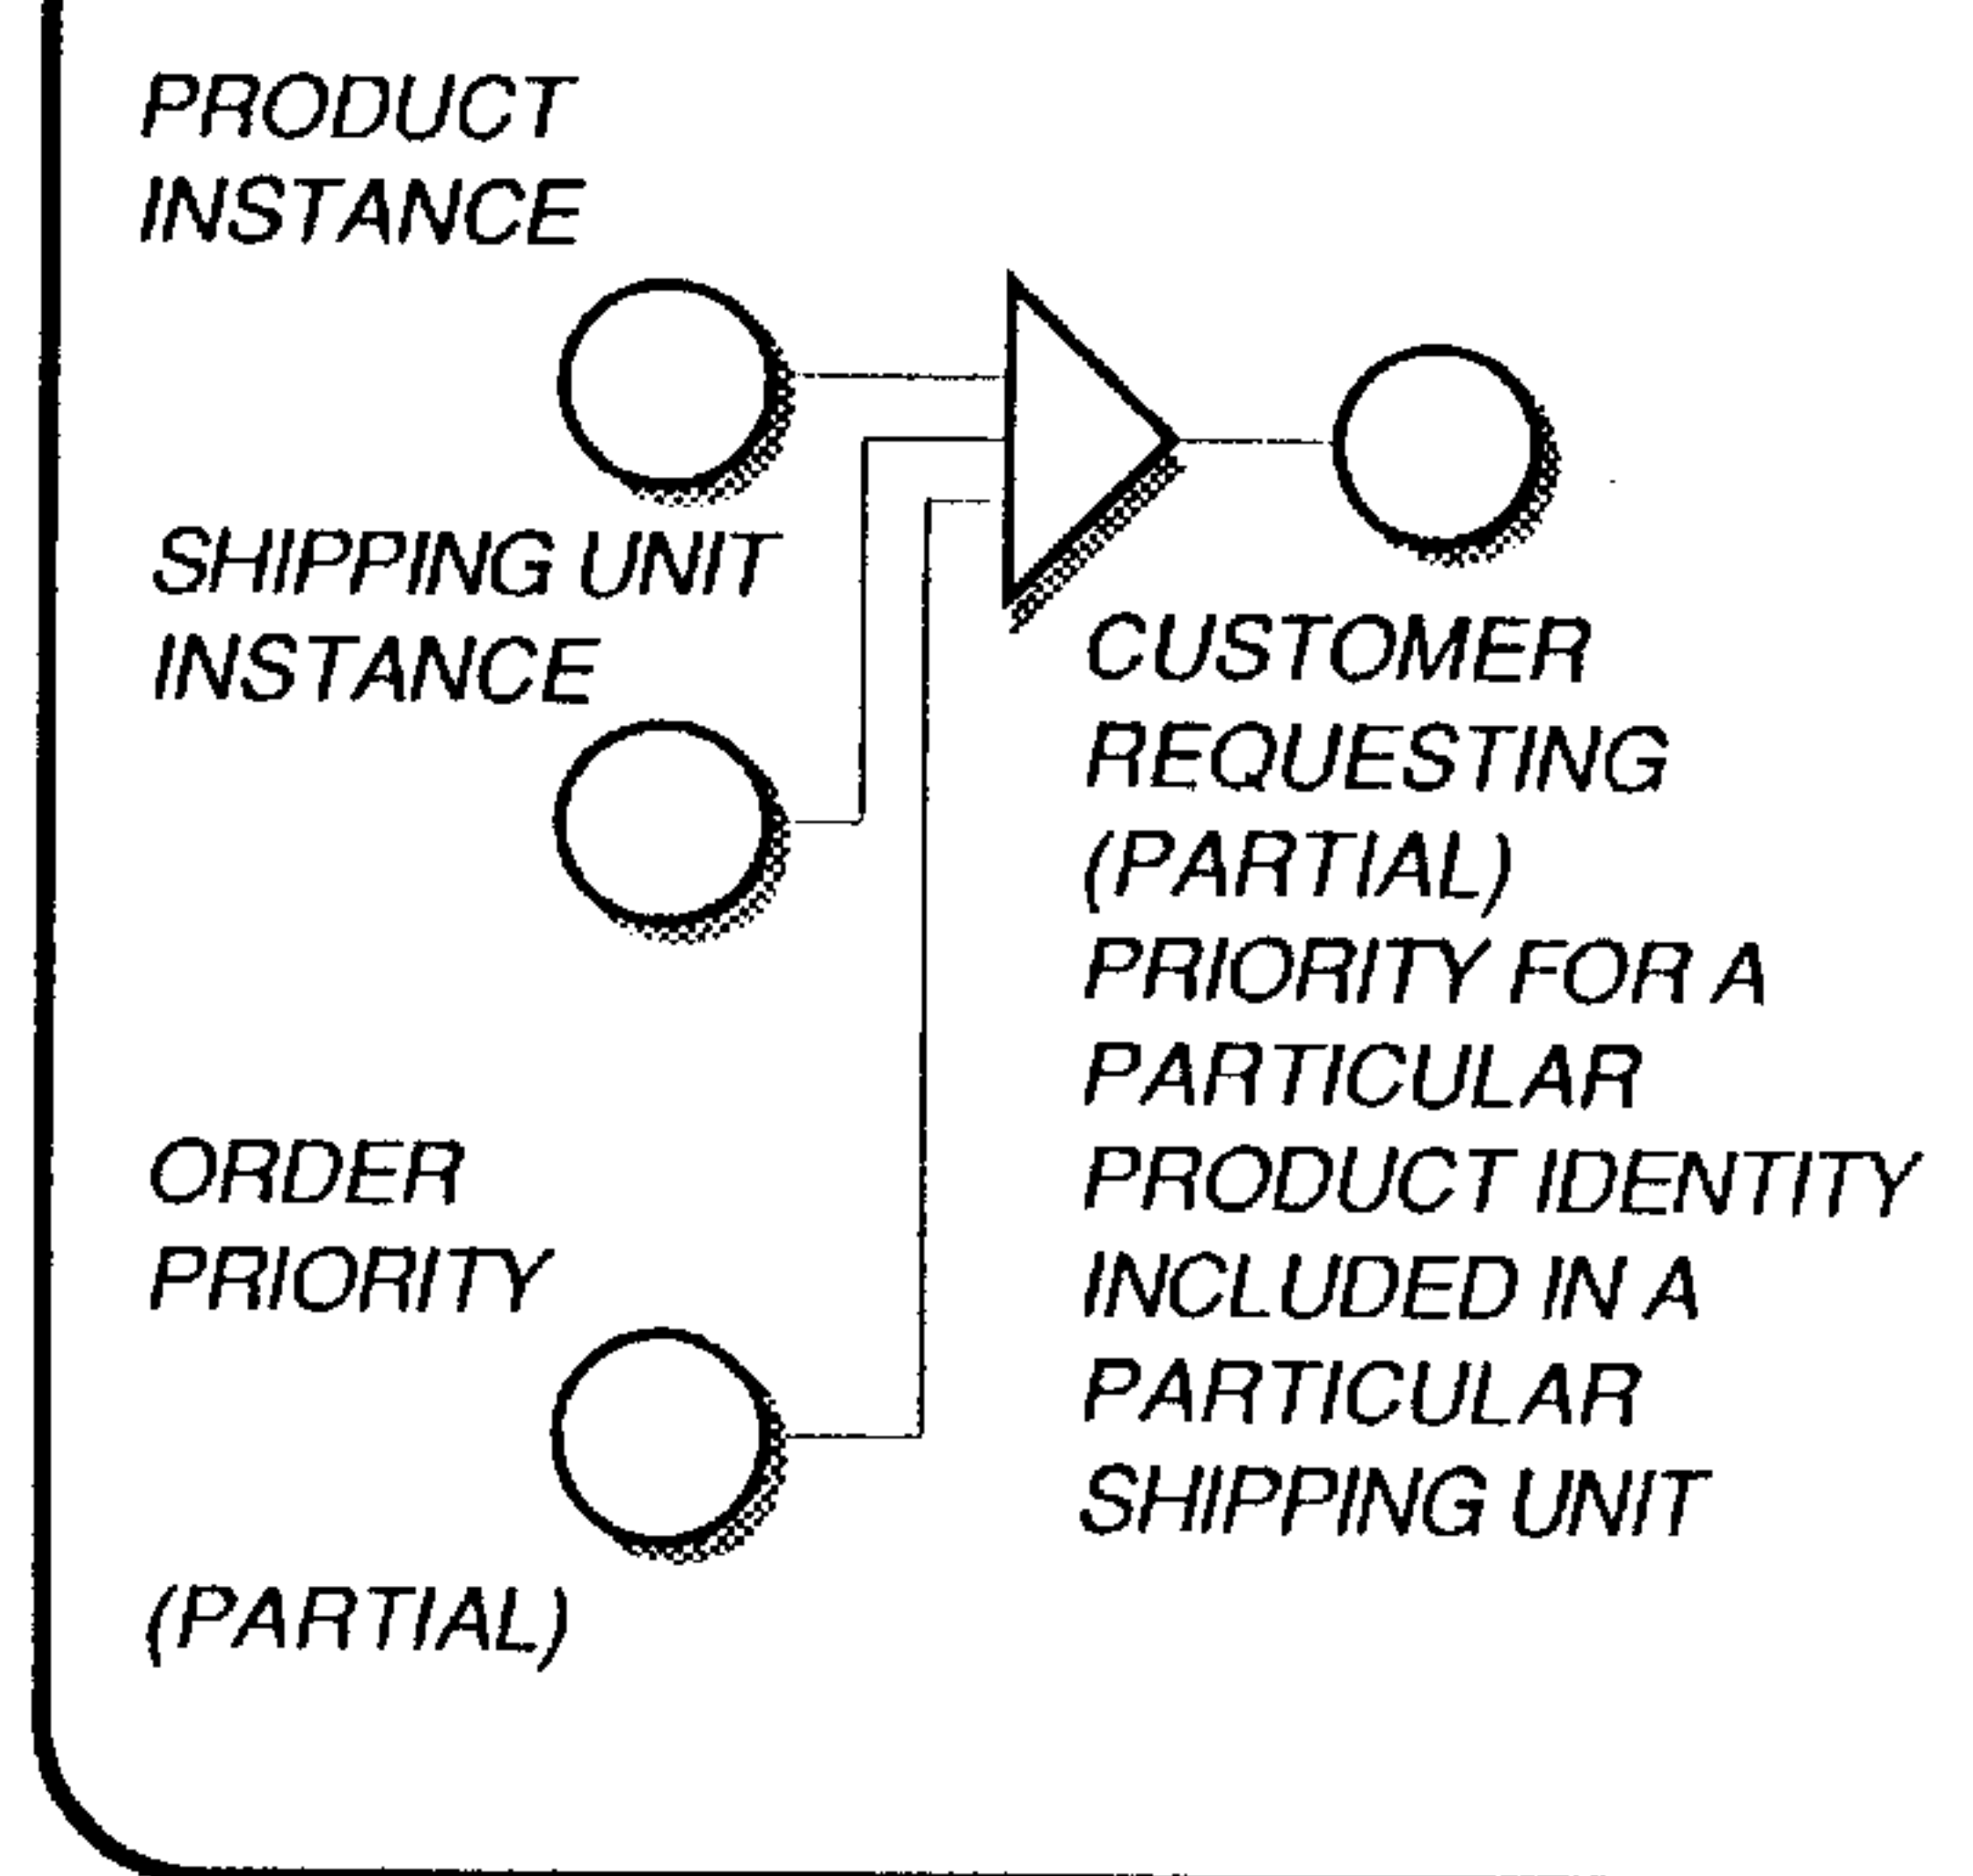 PRODUCT
INSTANCE
SHIPPING UNIT
INSTANCE
ORDER
PRIORITY
(PARTIAL)
CUSTOMER
REQUESTING
(PARTIAL)
PRIORITY FOR A
PARTICULAR
PRODUCT IDENTITY
INCLUDED IN A
PARTICULAR
SHIPPING UNIT